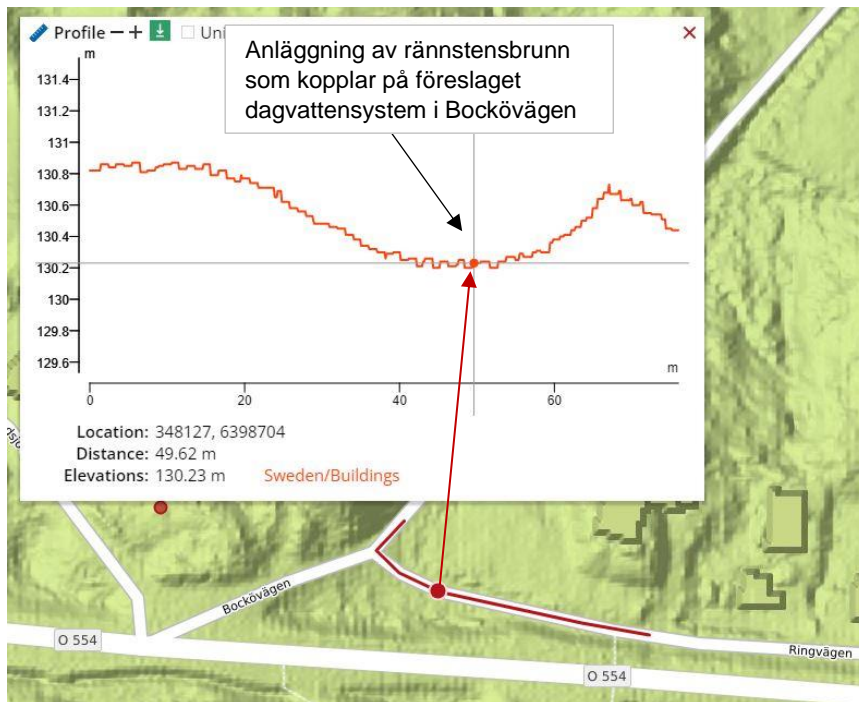 Profile
Uni
Anläggning av rännstensbrunn
som kopplar på föreslaget
dagvattensystem i Bockövägen
m
131.4
131.2
131
130.8
130.6
130.4
130.2
130
129.8
129.6
m
0 20 40 60
Location: 348127, 6398704
Distance: 49.62 m
Elevations: 130.23 m Sweden/Buildings
Bockövägen
O 554
Ringvägen
O 554